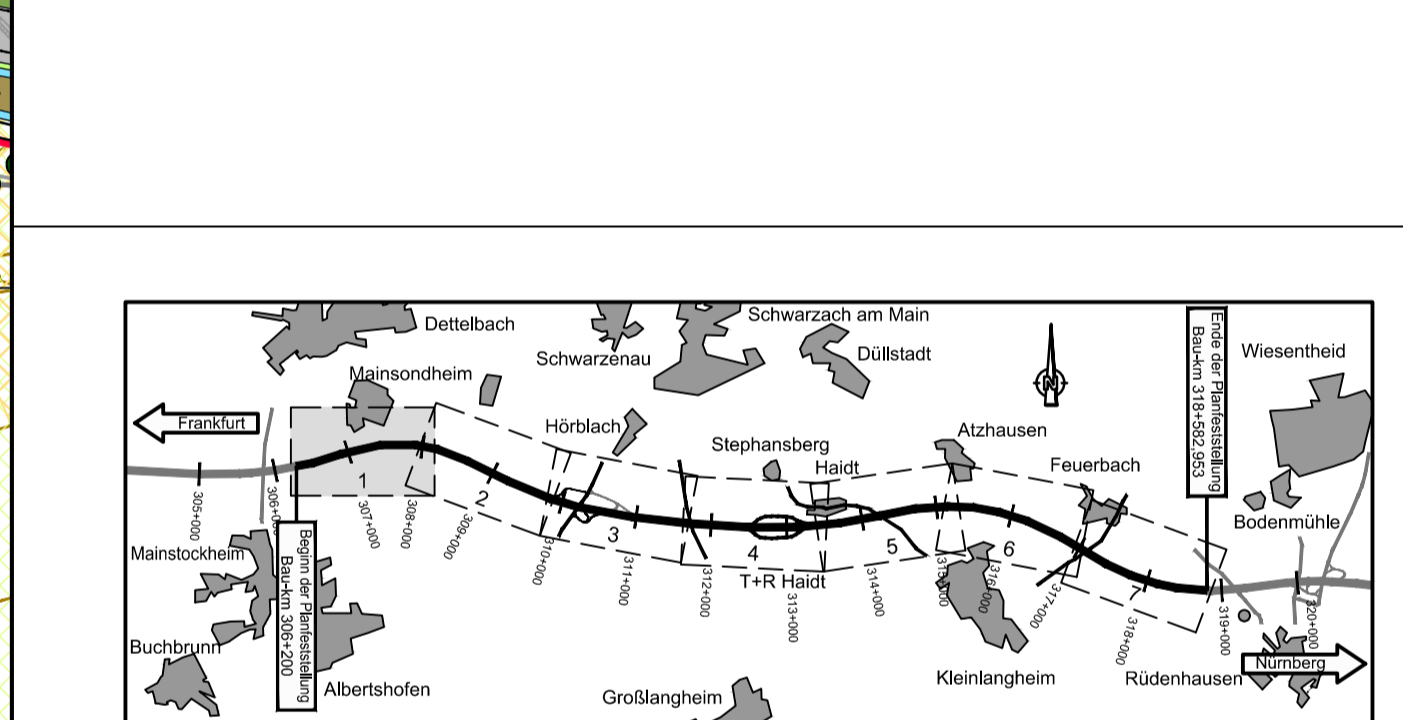 Dettelbach
Schwarzach am Main
Schwarzenau
Düllstadt
Mainsondheim
Wiesentheid
Frankfurt
Hörblach
Stephansberg
Haidt
Atzhausen
Feuerbach
N
Ende der Planfeststellung
Bau-km 318+582,953
Bodenmühle
1
2
3
4
5
6
7
T+R Haidt
305+000
307+000
308+000
309+000
310+000
311+000
312+000
313+000
314+000
316+000
317+000
318+000
319+000
320+000
Mainstockheim
Beginn der Planfeststellung
Bau-km 306+200
Buchbrunn
Albertshofen
Großlangheim
Kleinlangheim
Rüdenhausen
Nürnberg